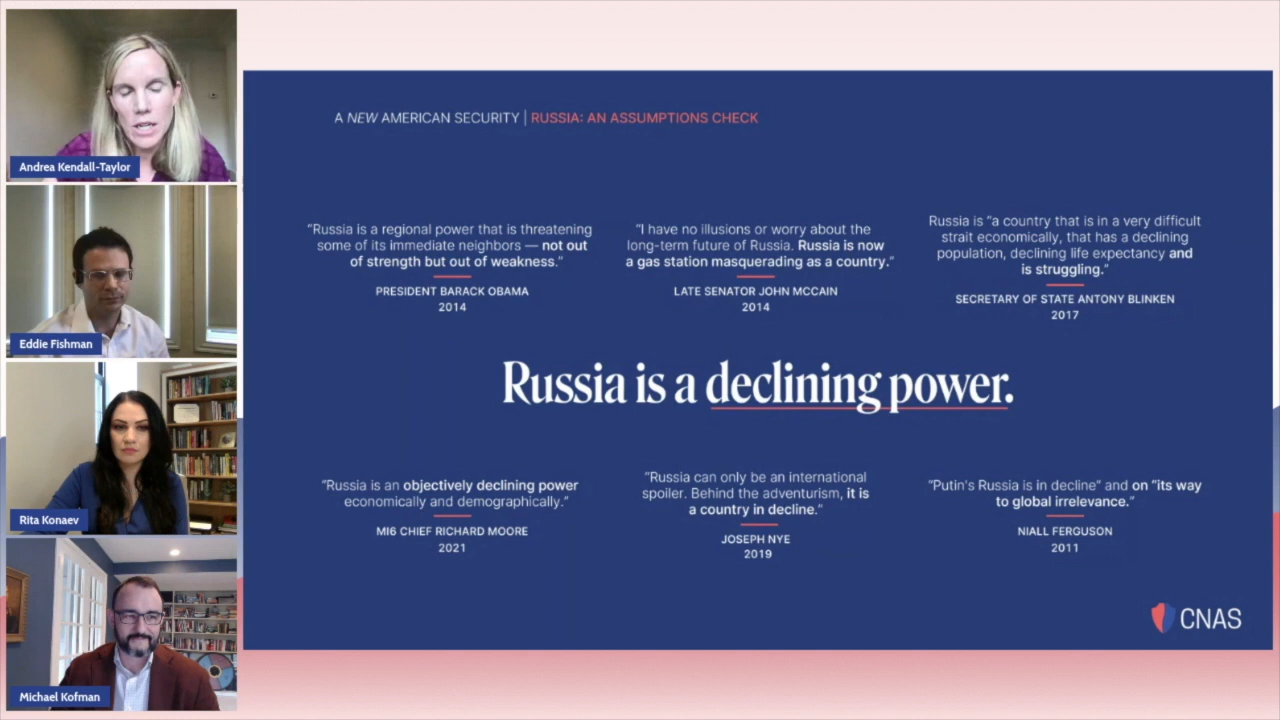 Andrea Kendall-Taylor
Eddie Fishman
Rita Konaev
Michael Kofman
A NEW AMERICAN SECURITY | RUSSIA: AN ASSUMPTIONS CHECK
“Russia is a regional power that is threatening
some of its immediate neighbors — not out
of strength but out of weakness.”
PRESIDENT BARACK OBAMA
2014
“I have no illusions or worry about the
long-term future of Russia. Russia is now
a gas station masquerading as a country.”
LATE SENATOR JOHN MCCAIN
2014
Russia is “a country that is in a very difficult
strait economically, that has a declining
population, declining life expectancy and
is struggling.”
SECRETARY OF STATE ANTONY BLINKEN
2017
Russia is a declining power.
“Russia is an objectively declining power
economically and demographically.”
MI6 CHIEF RICHARD MOORE
2021
“Russia can only be an international
spoiler. Behind the adventurism, it is
a country in decline.”
JOSEPH NYE
2019
“Putin's Russia is in decline” and on “its way
to global irrelevance.”
NIALL FERGUSON
2011
CNAS